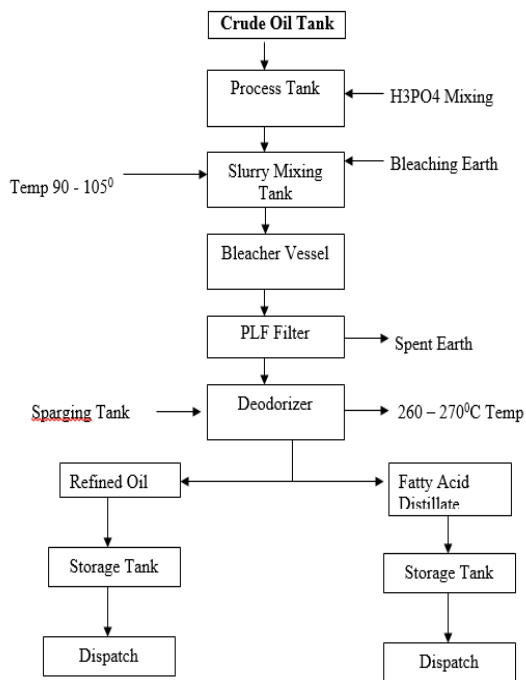 Crude Oil Tank
Process Tank
H3PO4 Mixing
Bleaching Earth
Temp 90 - 105⁰
Slurry Mixing
Tank
Bleacher Vessel
PLF Filter
Spent Earth
Sparging Tank
Deodorizer
260 – 270⁰C Temp
Refined Oil
Fatty Acid
Distillate
Storage Tank
Storage Tank
Dispatch
Dispatch